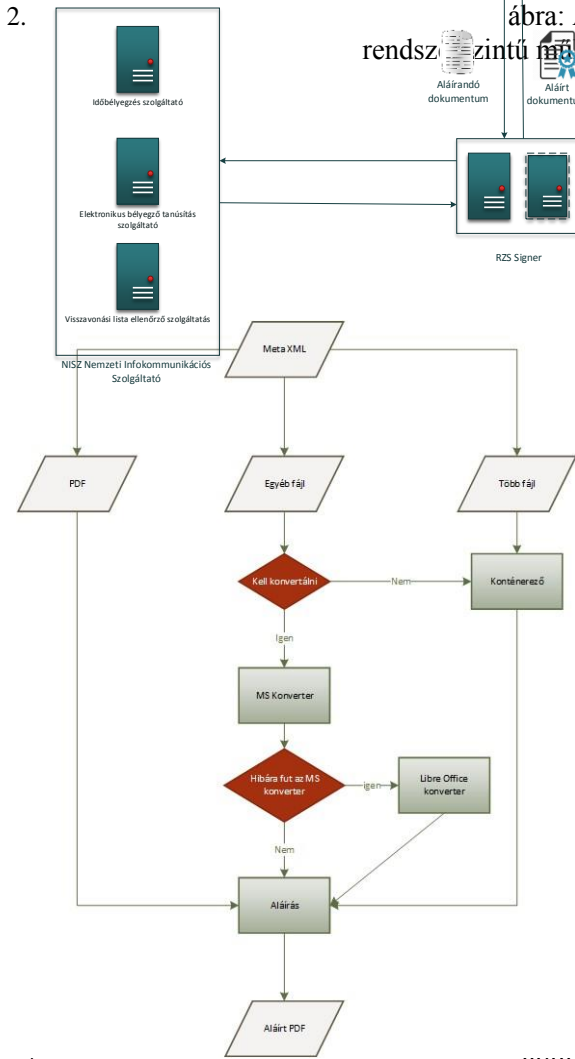 2.
ábra:
Időbélyegzés szolgáltató
Elektronikus bélyegző tanúsítás
szolgáltató
Visszavonási lista ellenőrző szolgáltatás
NISZ Nemzeti Infokommunikációs
Szolgáltató
Aláírandó
dokumentum
Aláírt
RZS Signer
Meta XML
PDF
Egyéb fájl
Több fájl
Kell konvertálni
Nem
Konténerező
Igen
MS Konverter
Hibára fut az MS
konverter
igen
Libre Office
konverter
Nem
Aláírás
Aláírt PDF